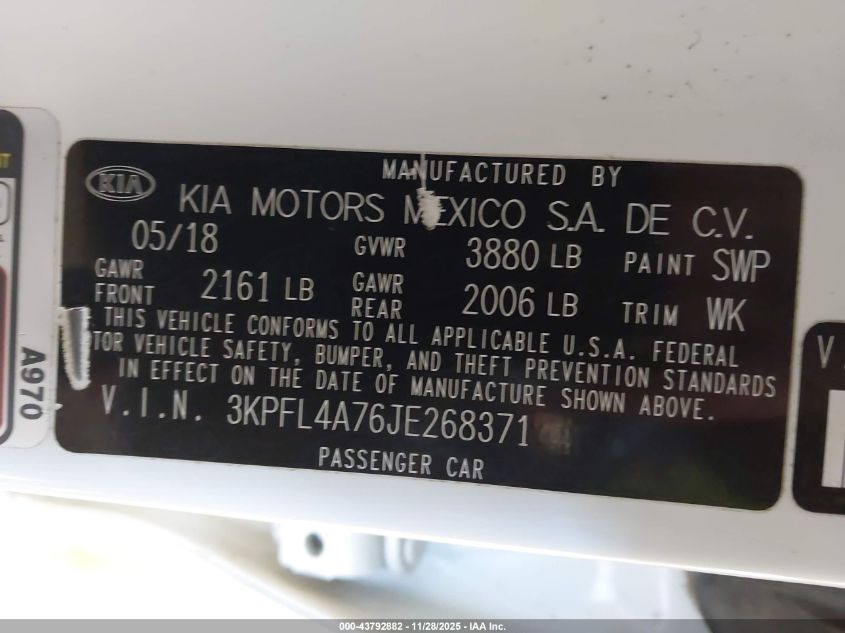 MANUFACTURED BY
KIA KIA MOTORS MEXICO S.A. DE C.V.
05/18 GVWR 3880 LB PAINT SWP
GAWR FRONT 2161 LB GAWR REAR 2006 LB TRIM WK
THIS VEHICLE CONFORMS TO ALL APPLICABLE U.S.A. FEDERAL
TOR VEHICLE SAFETY, BUMPER, AND THEFT PREVENTION STANDARDS
IN EFFECT ON THE DATE OF MANUFACTURE SHOWN ABOVE.
V.I.N. 3KPFL4A76JE268371
PASSENGER CAR
A970
V
000-43792882 - 11/28/2025 - IAA Inc.